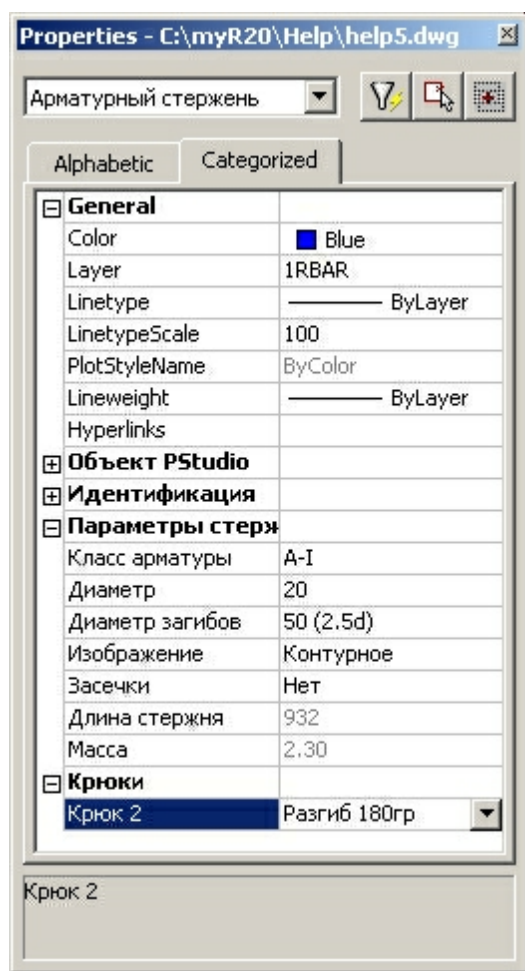 Properties - C:\myR20\Help\help5.dwg
Арматурный стержень
Alphabetic Categorized
General
Color Blue
Layer 1RBAR
Linetype ByLayer
LinetypeScale 100
PlotStyleName ByColor
Lineweight ByLayer
Hyperlinks
Объект PStudio
Идентификация
Параметры стерж
Класс арматуры A-I
Диаметр 20
Диаметр загибов 50 (2.5d)
Изображение Контурное
Засечки Нет
Длина стержня 932
Масса 2.30
Крюки
Крюк 2 Разгиб 180гр
Крюк 2